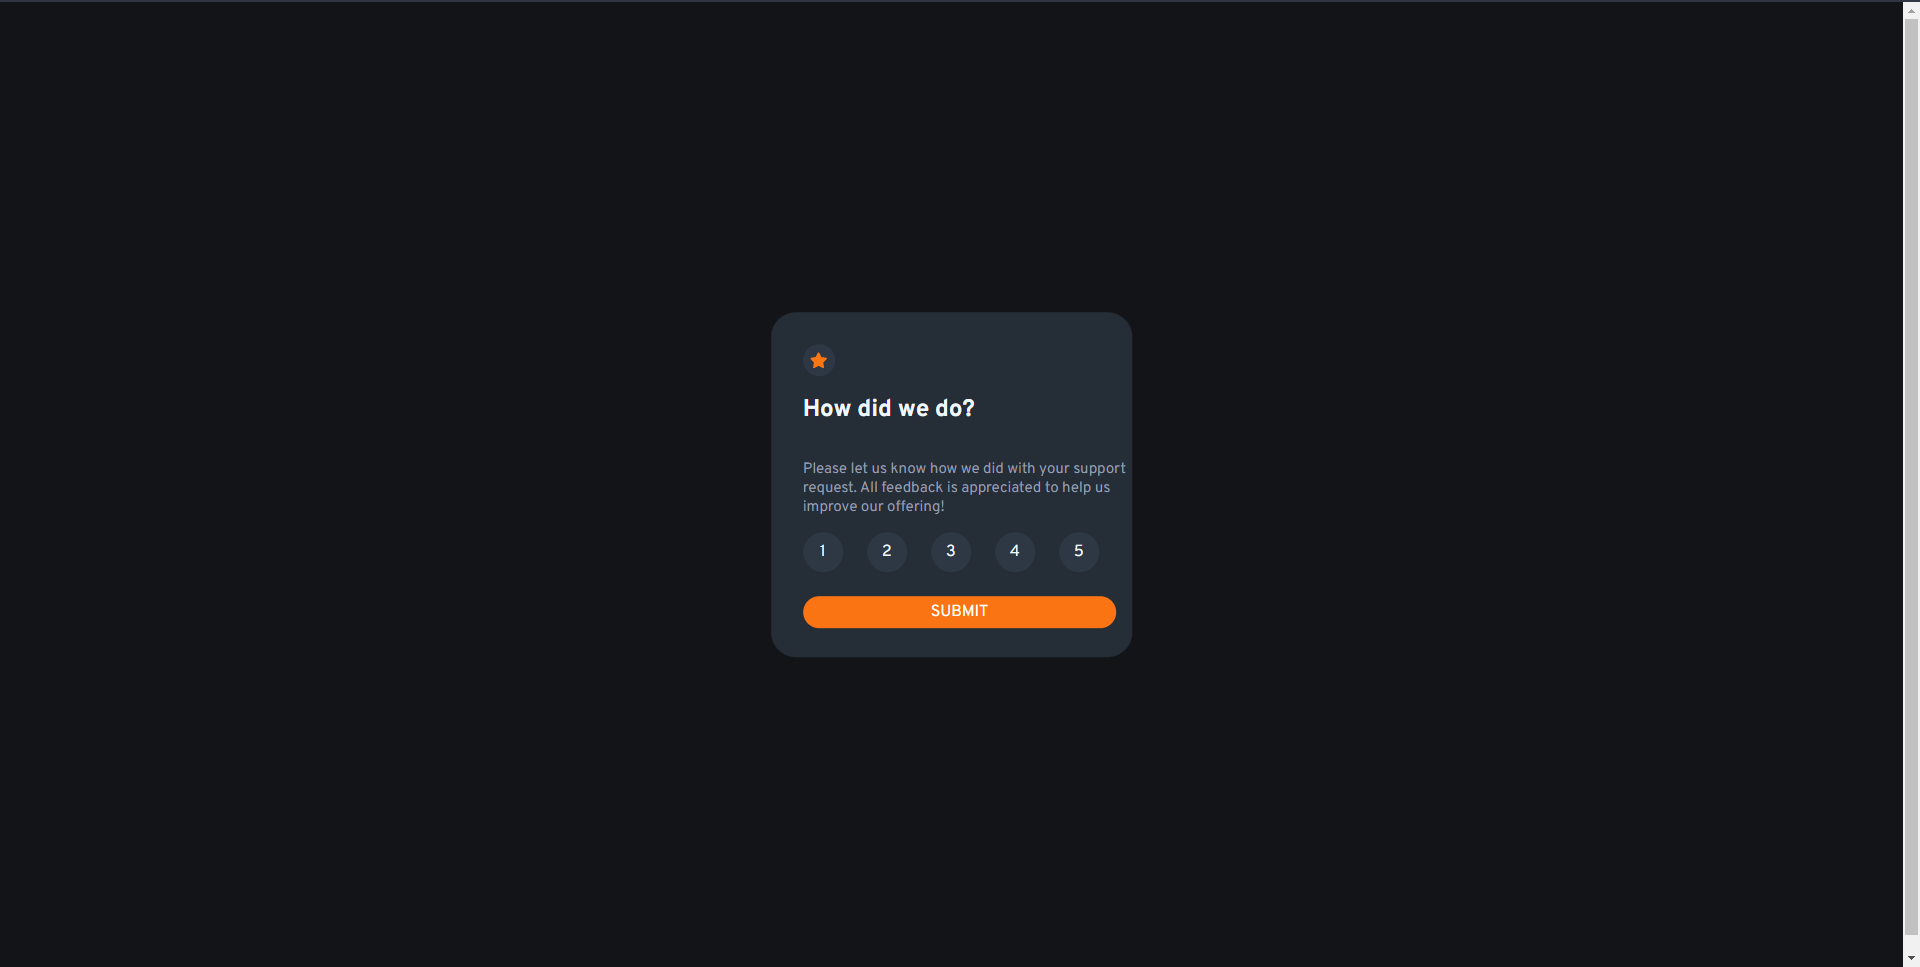 How did we do?
Please let us know how we did with your support
request. All feedback is appreciated to help us
improve our offering!
1 2 3 4 5
SUBMIT